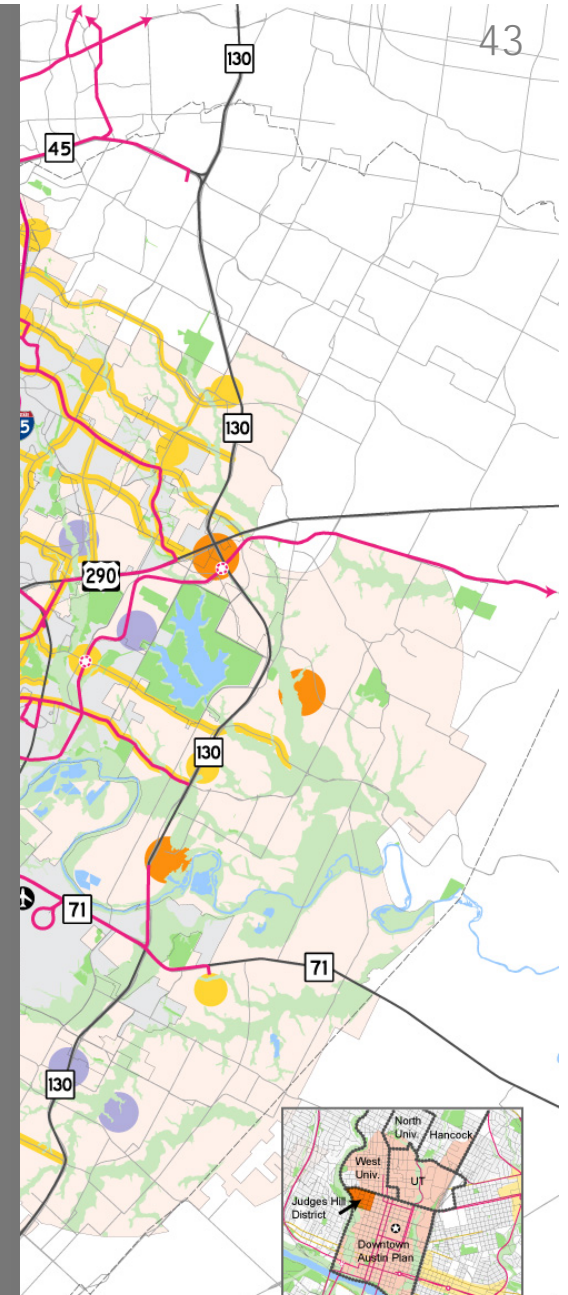 43
130
45
130
5
290
130
71
71
130
North
Univ.
Hancock
West
Univ.
UT
Judges Hill
District
Downtown
Austin Plan